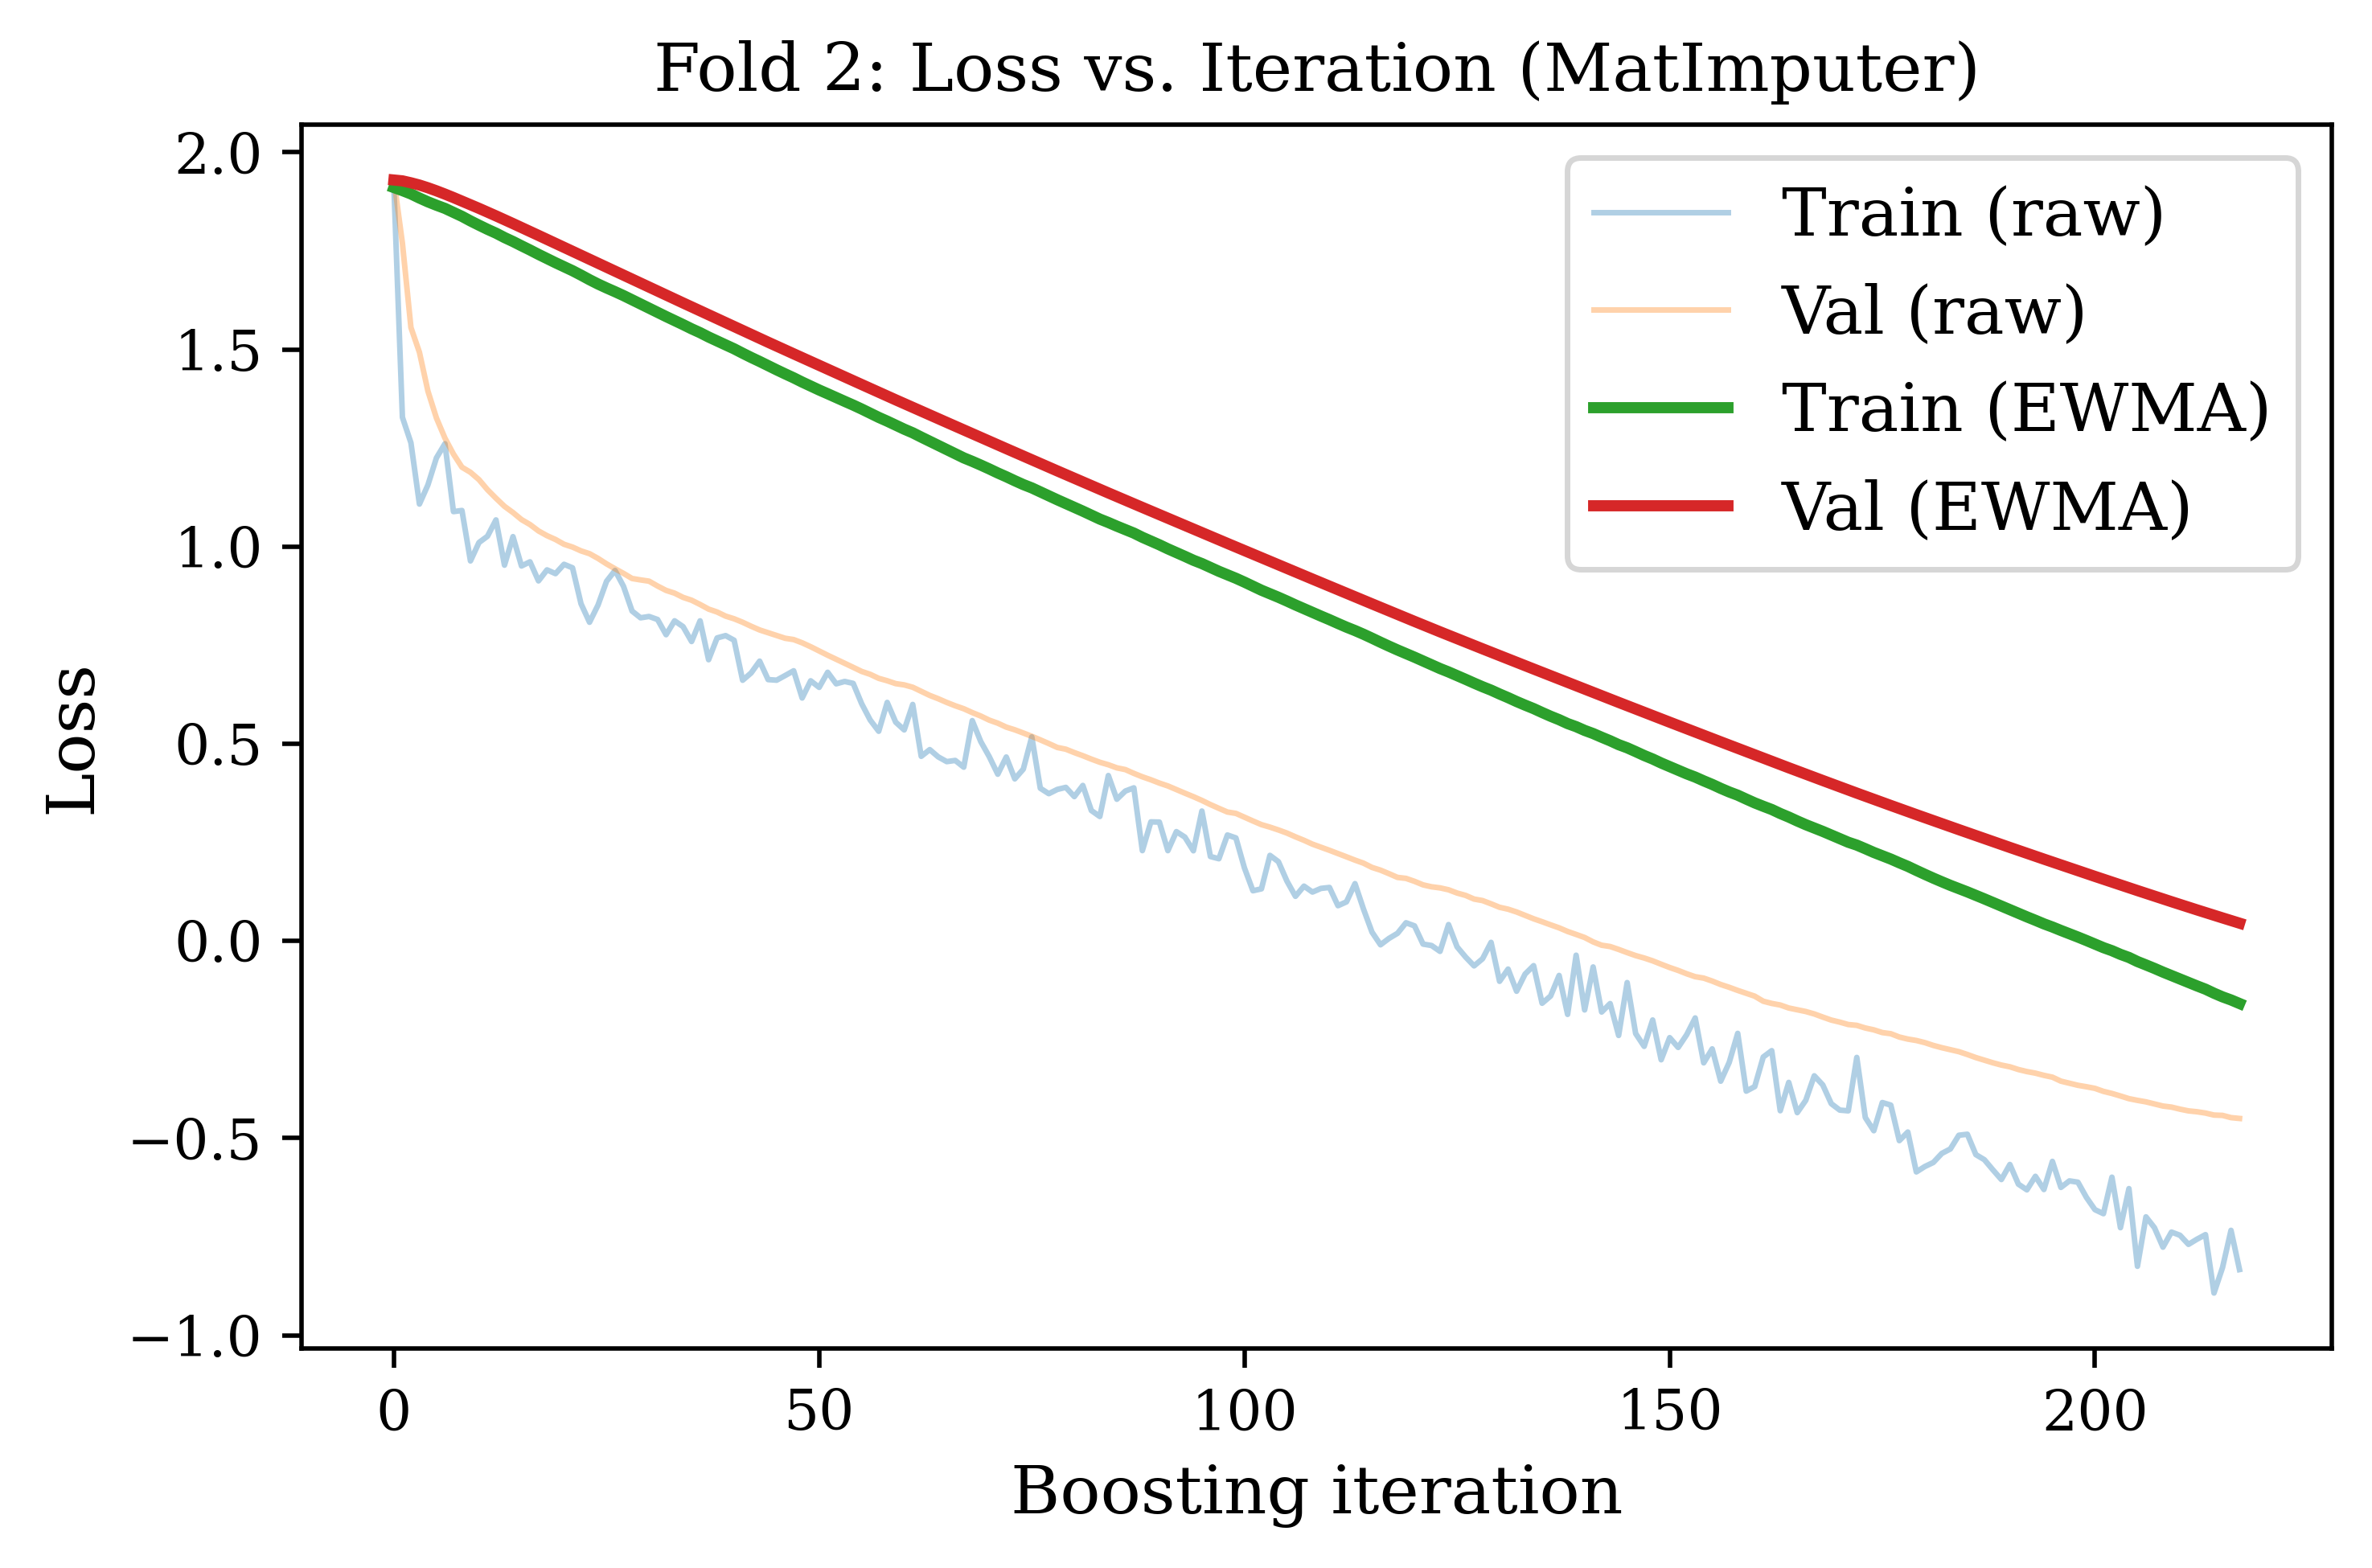 Fold 2: Loss vs. Iteration (MatImputer)
2.0
1.5
1.0
0.5
0.0
−0.5
−1.0
Loss
Train (raw)
Val (raw)
Train (EWMA)
Val (EWMA)
0 50 100 150 200
Boosting iteration